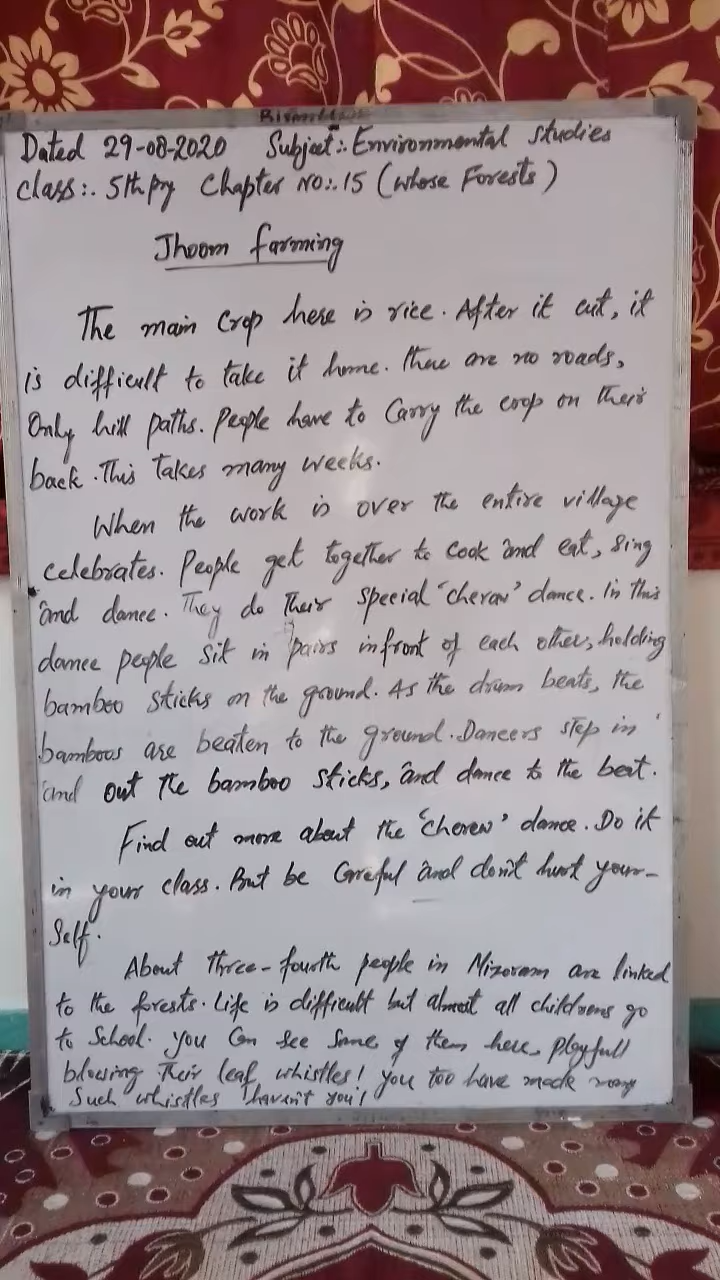 Bismillah
Dated 29-08-2020 Subject:. Environmental studies
Class:. 5th pry Chapter No:. 15 (Whose Forests)
Jhoom farming
The main crop here is rice. After it cut, it
is difficult to take it home. there are no roads,
Only hill paths. People have to Carry the crop on their
back. This takes many weeks.
When the work is over the entire village
celebrates. People get together to cook and eat, sing
and dance. They do their special 'cheraw' dance. In this
dance people sit in pairs infront of each other, holding
bamboo sticks on the ground. As the drum beats, the
bamboos are beaten to the ground. Dancers step in
and out the bamboo sticks, and dance to the beat.
Find out more about the 'cherew' dance. Do it
in your class. But be Careful and don't hurt your-
Self.
About three-fourth people in Mizoram are linked
to the forests. Life is difficult but almost all childrens go
to School. You Can see Some of them here, playfull
blowing Their leaf whistles! you too have made many
Such whistles haven't you!